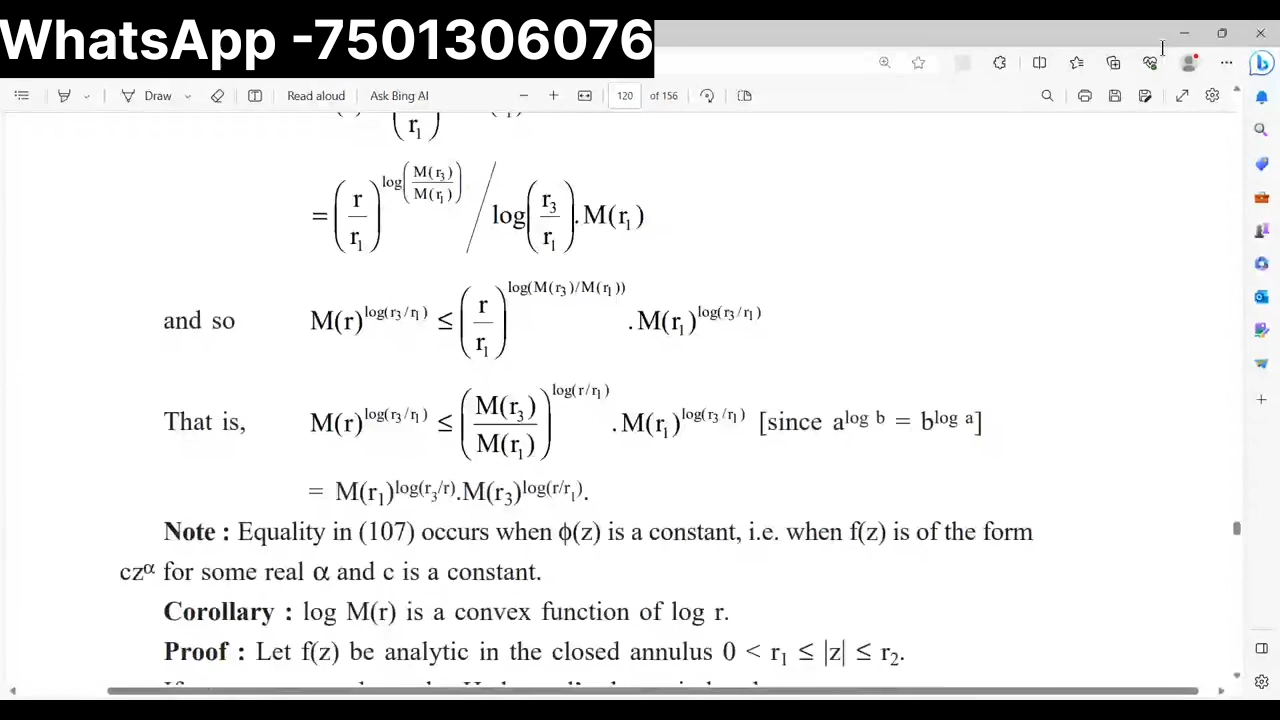 WhatsApp -7501306076
Draw
Read aloud
Ask Bing AI
120 of 156
(r₁)
= (r/r₁)^log(M(r₃)/M(r₁)) / log(r₃/r₁).M(r₁)
and so M(r)^log(r₃/r₁) ≤ (r/r₁)^log(M(r₃)/M(r₁)) . M(r₁)^log(r₃/r₁)
That is, M(r)^log(r₃/r₁) ≤ (M(r₃)/M(r₁))^log(r/r₁) . M(r₁)^log(r₃/r₁) [since a^log b = b^log a]
= M(r₁)^log(r₃/r).M(r₃)^log(r/r₁).
Note : Equality in (107) occurs when ϕ(z) is a constant, i.e. when f(z) is of the form
cz^α for some real α and c is a constant.
Corollary : log M(r) is a convex function of log r.
Proof : Let f(z) be analytic in the closed annulus 0 < r₁ ≤ |z| ≤ r₂.